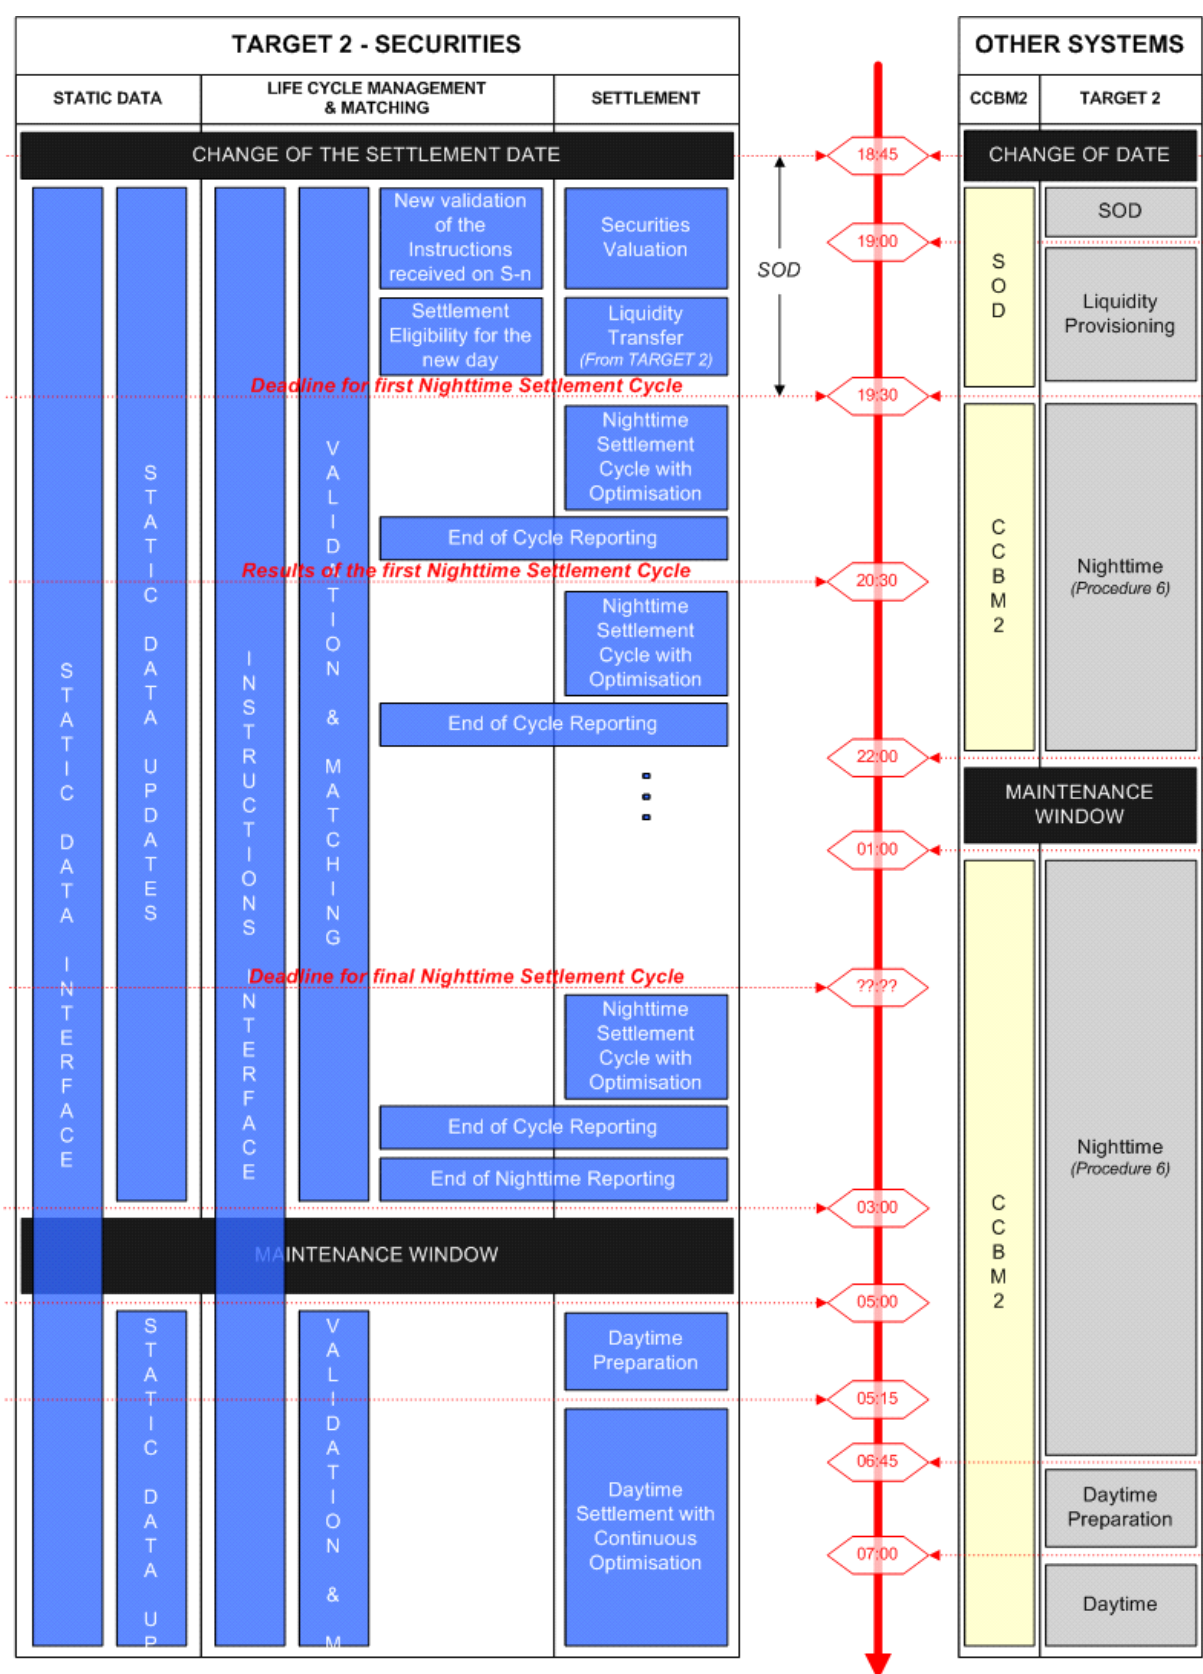 TARGET 2 - SECURITIES
OTHER SYSTEMS
STATIC DATA
LIFE CYCLE MANAGEMENT
& MATCHING
SETTLEMENT
CCBM2
TARGET 2
CHANGE OF THE SETTLEMENT DATE
18:45
CHANGE OF DATE
STATIC DATA INTERFACE
STATIC DATA UPDATES
INSTRUCTIONS INTERFACE
VALIDATION & MATCHING
New validation
of the
Instructions
received on S-n
Securities
Valuation
SOD
19:00
SOD
SOD
Settlement
Eligibility for the
new day
Liquidity
Transfer
(From TARGET 2)
Liquidity
Provisioning
Deadline for first Nighttime Settlement Cycle
19:30
Nighttime
Settlement
Cycle with
Optimisation
End of Cycle Reporting
CCBM2
Nighttime
(Procedure 6)
Results of the first Nighttime Settlement Cycle
20:30
Nighttime
Settlement
Cycle with
Optimisation
End of Cycle Reporting
22:00
MAINTENANCE
WINDOW
01:00
Deadline for final Nighttime Settlement Cycle
??:??
Nighttime
Settlement
Cycle with
Optimisation
End of Cycle Reporting
End of Nighttime Reporting
CCBM2
Nighttime
(Procedure 6)
03:00
MAINTENANCE WINDOW
05:00
STATIC DATA UP
VALIDATION & M
Daytime
Preparation
05:15
06:45
Daytime
Settlement with
Continuous
Optimisation
Daytime
Preparation
07:00
Daytime